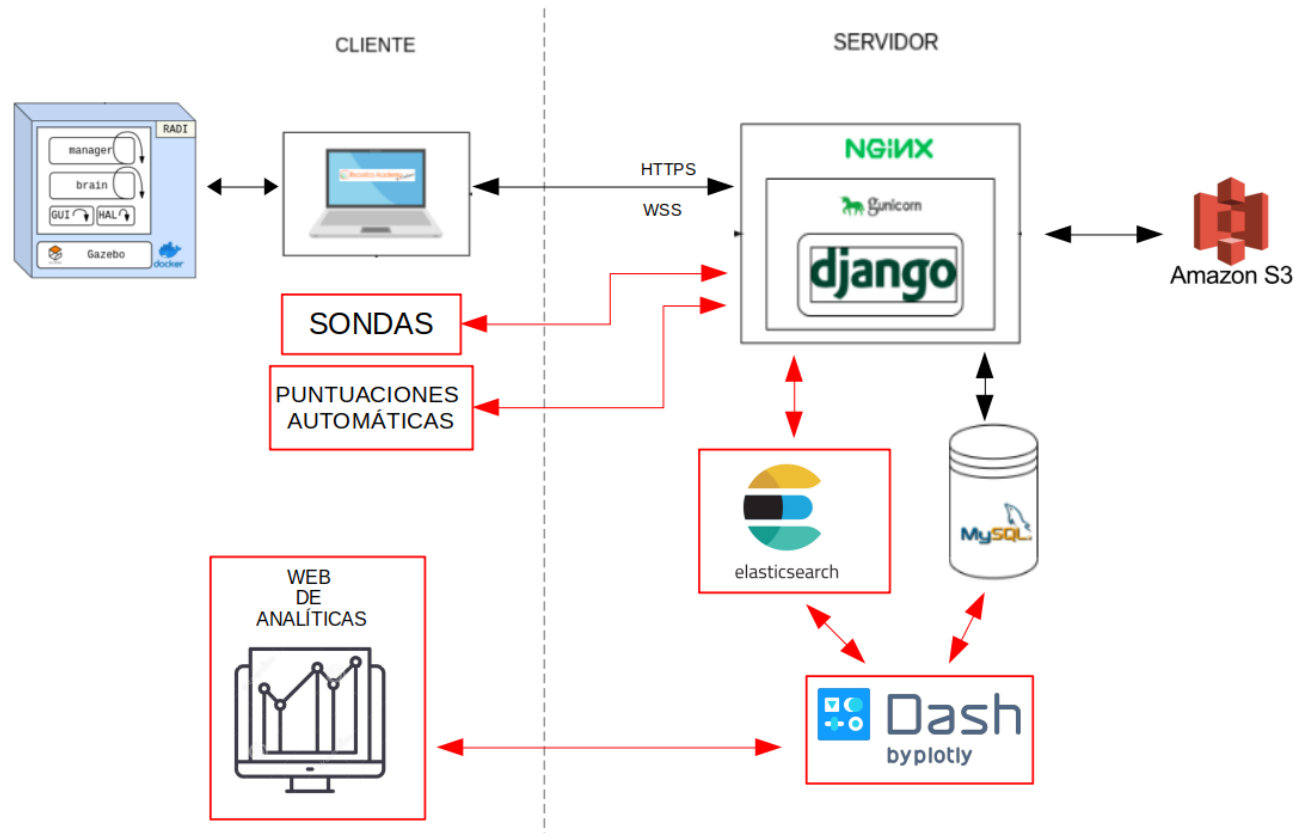 CLIENTE
SERVIDOR
RADI
manager
brain
GUI
HAL
Gazebo
docker
HTTPS
WSS
NGINX
gunicorn
django
Amazon S3
SONDAS
PUNTUACIONES
AUTOMÁTICAS
elasticsearch
MySQL
WEB
DE
ANALÍTICAS
Dash
byplotly